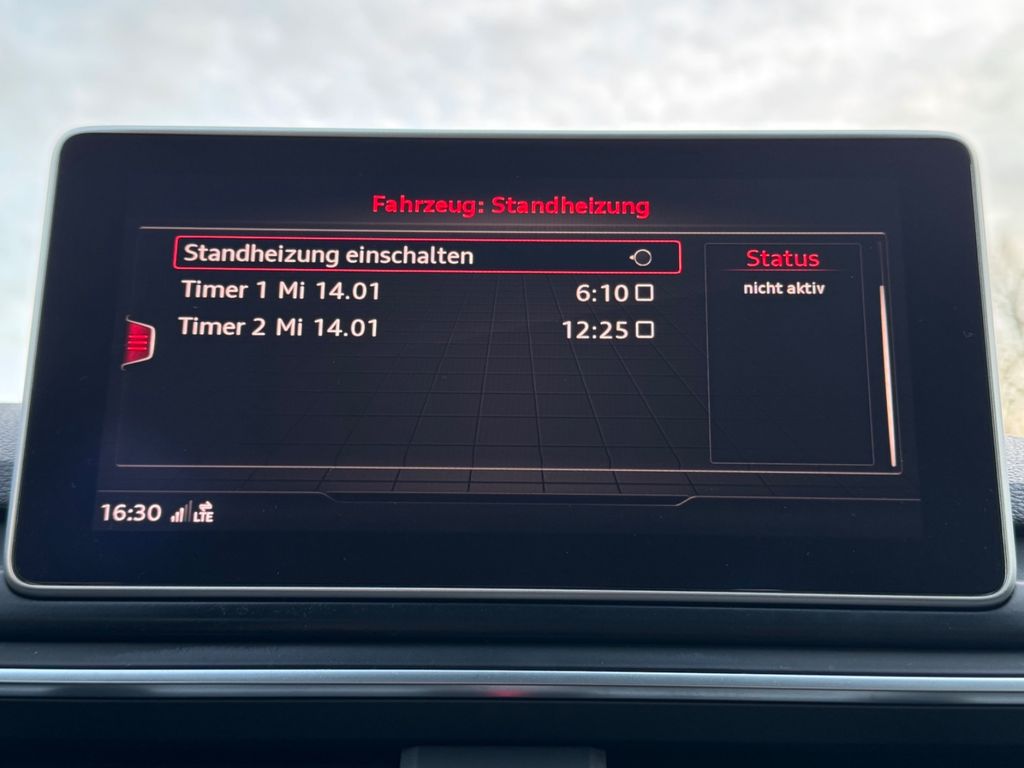 Fahrzeug: Standheizung
Standheizung einschalten
Timer 1 Mi 14.01 6:10
Timer 2 Mi 14.01 12:25
Status
nicht aktiv
16:30 LTE